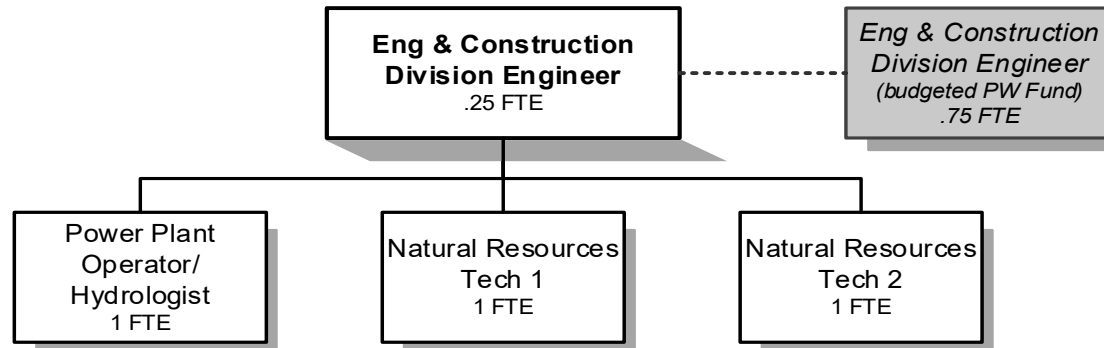 Eng & Construction
Division Engineer
.25 FTE
Eng & Construction
Division Engineer
(budgeted PW Fund)
.75 FTE
Power Plant
Operator/
Hydrologist
1 FTE
Natural Resources
Tech 1
1 FTE
Natural Resources
Tech 2
1 FTE